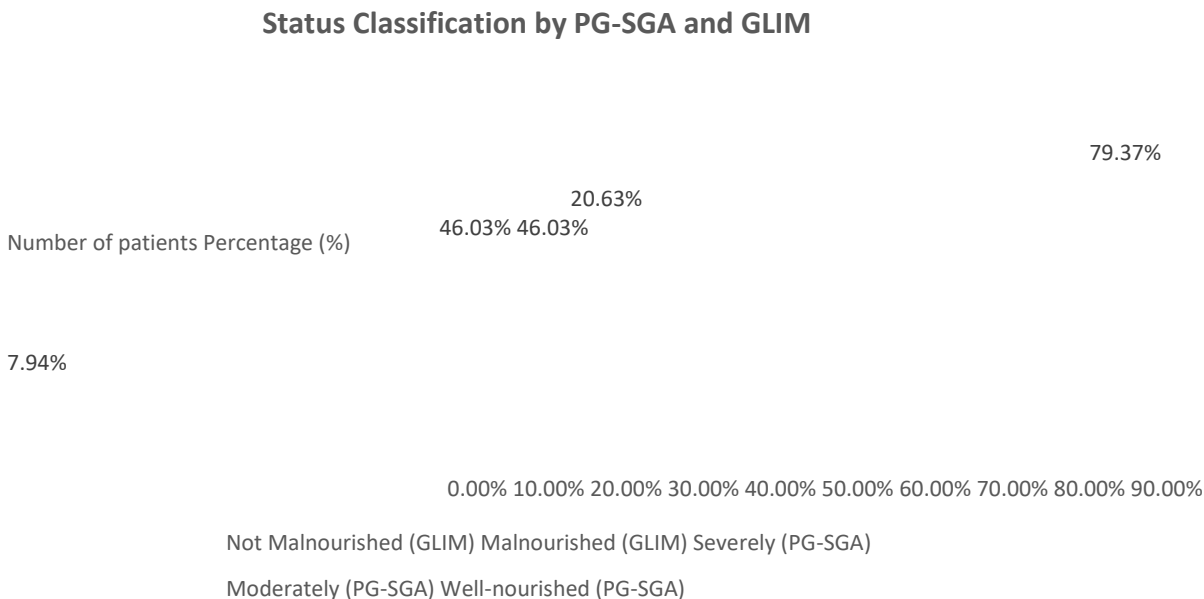 Status Classification by PG-SGA and GLIM
79.37%
20.63%
46.03% 46.03%
Number of patients Percentage (%)
7.94%
0.00% 10.00% 20.00% 30.00% 40.00% 50.00% 60.00% 70.00% 80.00% 90.00%
Not Malnourished (GLIM) Malnourished (GLIM) Severely (PG-SGA)
Moderately (PG-SGA) Well-nourished (PG-SGA)